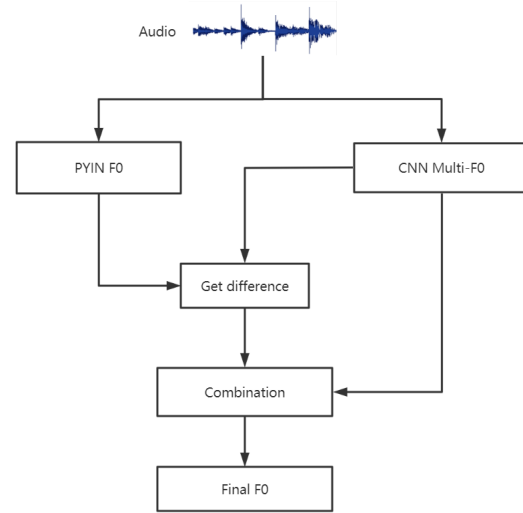 Audio
PYIN F0
CNN Multi-F0
Get difference
Combination
Final F0